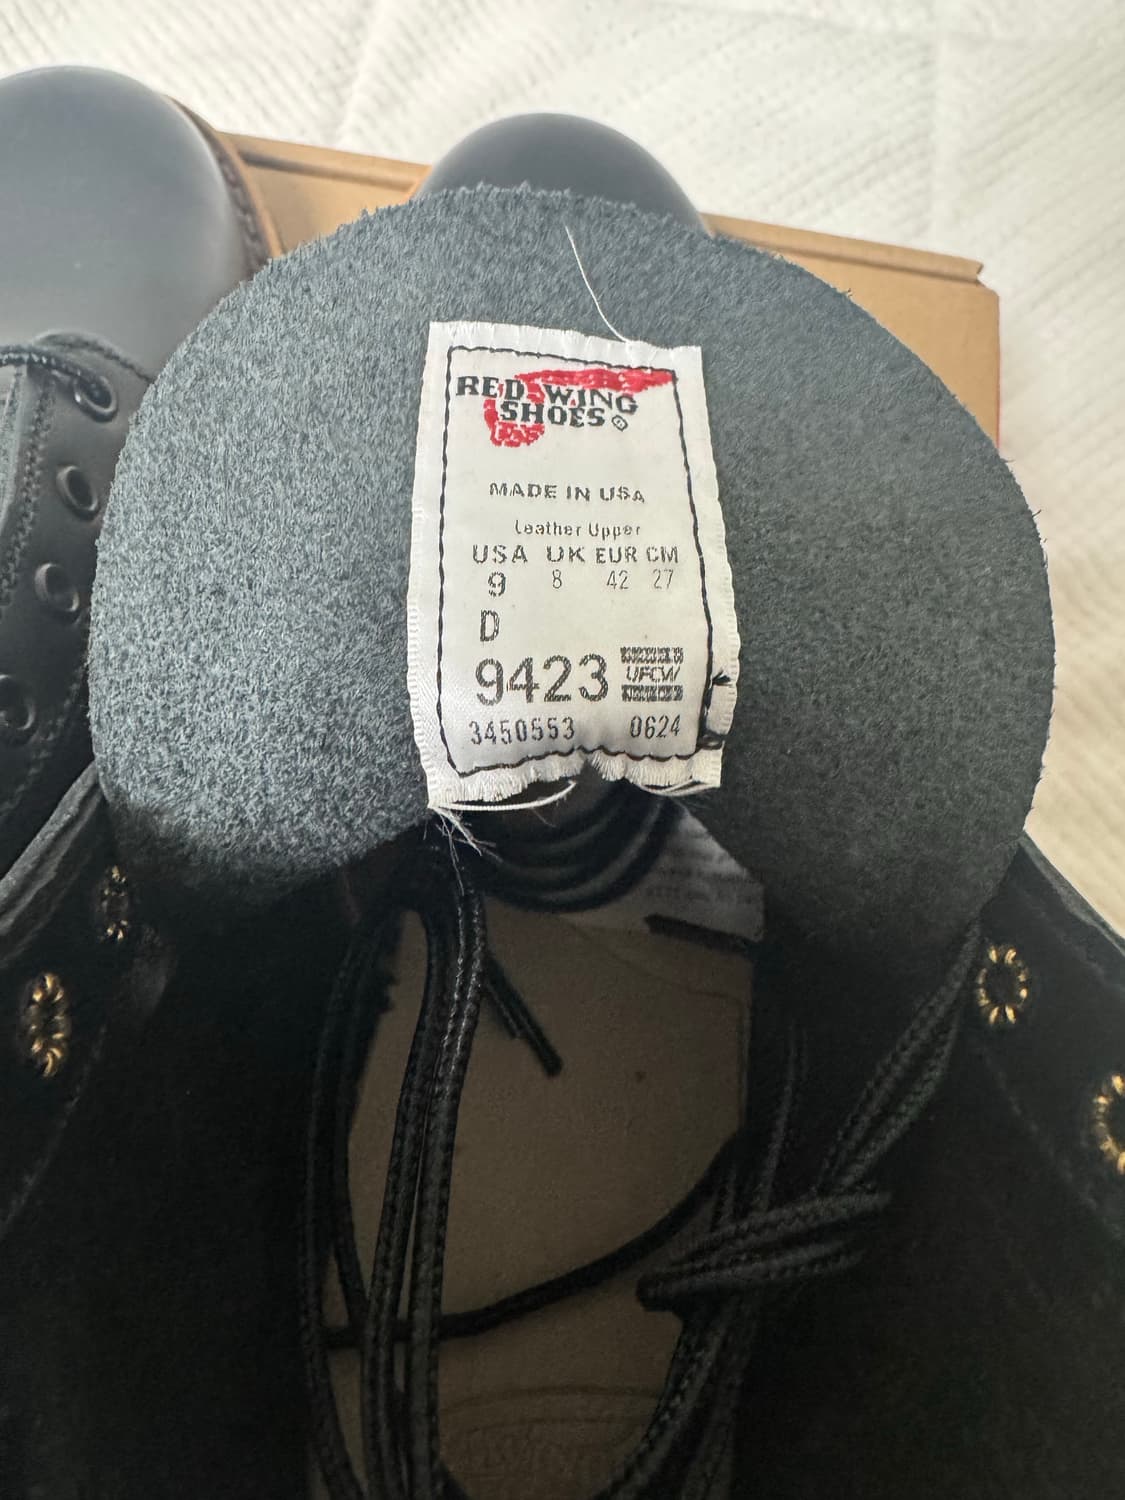 RED WING
SHOES
MADE IN USA
Leather Upper
USA UK EUR CM
9 8 42 27
D
9423 UFCW
3450553 0624